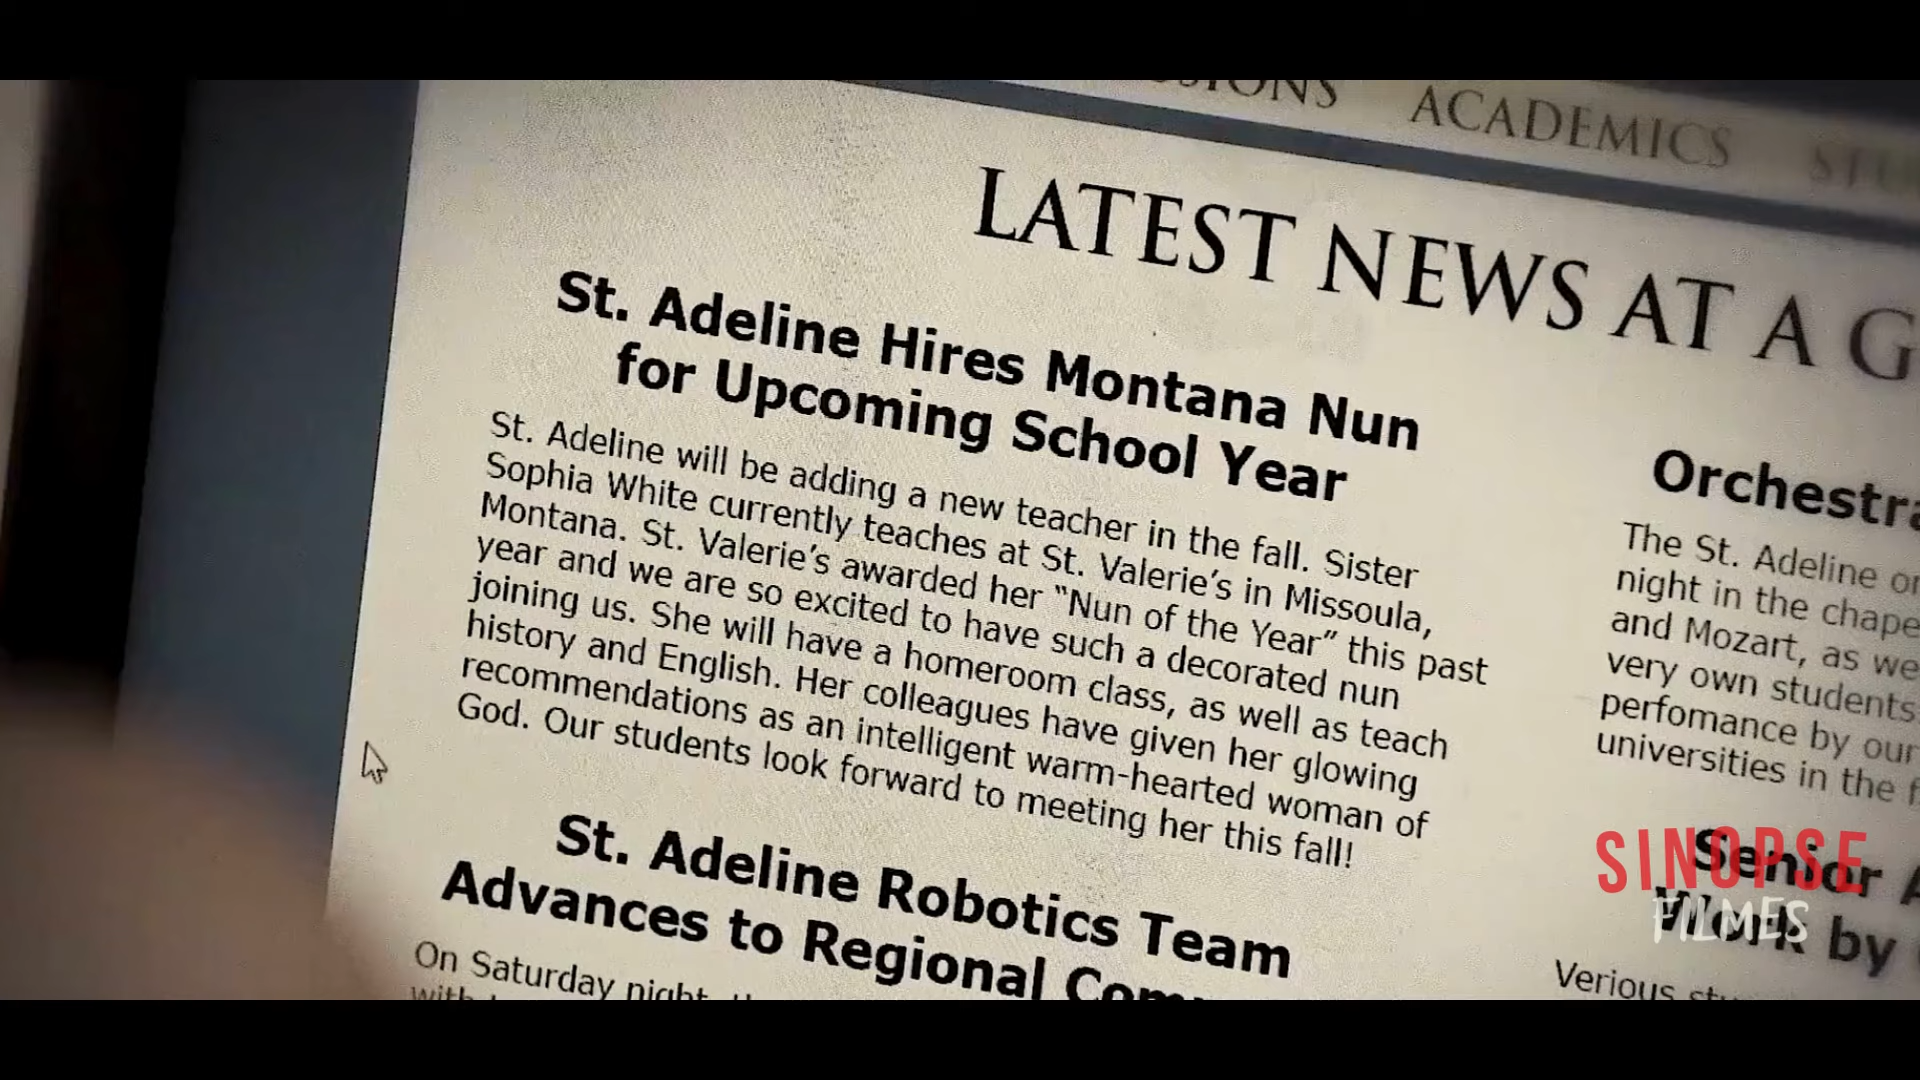 ACADEMICS
LATEST NEWS AT A
St. Adeline Hires Montana Nun
for Upcoming School Year
St. Adeline will be adding a new teacher in the fall. Sister
Sophia White currently teaches at St. Valerie's in Missoula,
Montana. St. Valerie's awarded her “Nun of the Year” this past
year and we are so excited to have such a decorated nun
joining us. She will have a homeroom class, as well as teach
history and English. Her colleagues have given her glowing
recommendations as an intelligent warm-hearted woman of
God. Our students look forward to meeting her this fall!
St. Adeline Robotics Team
Advances to Regional
On Saturday night
Orchestra
The St. Adeline
night in the
and Mozart, as
very own students
perfomance by our
universities in the
Senior
Work by
Verious
SINOPSE
FILMES